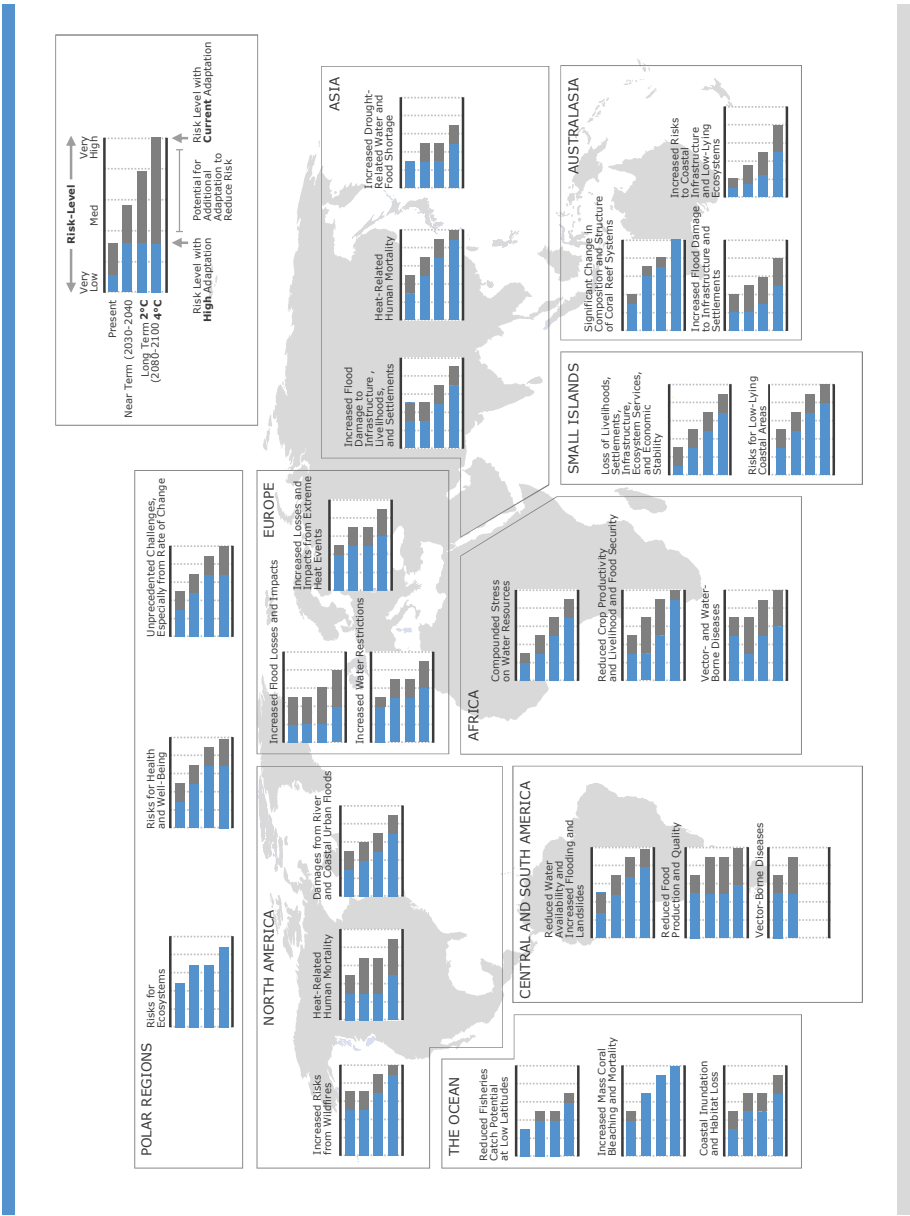 POLAR REGIONS
Risks for
Ecosystems
Risks for Health
and Well-Being
Unprecedented Challenges,
Especially from Rate of Change
Risk-Level
Very
Low
Med
Very
High
Present
Near Term (2030-2040
Long Term 2°C
(2080-2100 4°C
Risk Level with
High Adaptation
Potential for
Additional
Adaptation to
Reduce Risk
Risk Level with
Current Adaptation
NORTH AMERICA
Increased Risks
from Wildfires
Heat-Related
Human Mortality
Damages from River
and Coastal Urban Floods
EUROPE
Increased Flood Losses and Impacts
Increased Losses and
Impacts from Extreme
Heat Events
Increased Water Restrictions
ASIA
Increased Flood
Damage to
Infrastructure ,
Livelihoods,
and Settlements
Heat-Related
Human Mortality
Increased Drought-
Related Water and
Food Shortage
THE OCEAN
Reduced Fisheries
Catch Potential
at Low Latitudes
Increased Mass Coral
Bleaching and Mortality
Coastal Inundation
and Habitat Loss
CENTRAL AND SOUTH AMERICA
Reduced Water
Availability and
Increased Flooding and
Landslides
Reduced Food
Production and Quality
Vector-Borne Diseases
AFRICA
Compounded Stress
on Water Resources
Reduced Crop Productivity
and Livelihood and Food Security
Vector- and Water-
Borne Diseases
SMALL ISLANDS
Loss of Livelihoods,
Settlements,
Infrastructure,
Ecosystem Services,
and Economic
Stability
Risks for Low-Lying
Coastal Areas
AUSTRALASIA
Significant Change in
Composition and Structure
of Coral Reef Systems
Increased Flood Damage
to Infrastructure and
Settlements
Increased Risks
to Coastal
Infrastructure
and Low-Lying
Ecosystems